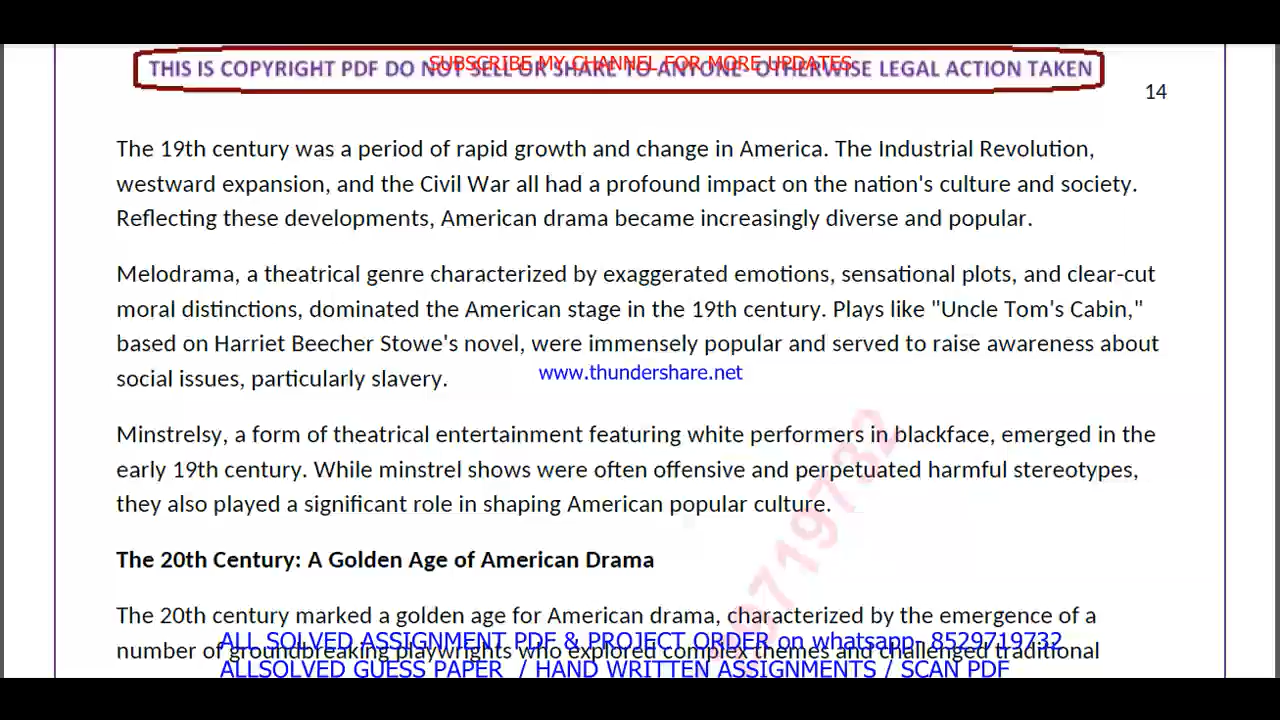 SUBSCRIBE MY CHANNEL FOR MORE UPDATES
THIS IS COPYRIGHT PDF DO NOT SELL OR SHARE TO ANYONE OTHERWISE LEGAL ACTION TAKEN
14
The 19th century was a period of rapid growth and change in America. The Industrial Revolution,
westward expansion, and the Civil War all had a profound impact on the nation's culture and society.
Reflecting these developments, American drama became increasingly diverse and popular.
Melodrama, a theatrical genre characterized by exaggerated emotions, sensational plots, and clear-cut
moral distinctions, dominated the American stage in the 19th century. Plays like "Uncle Tom's Cabin,"
based on Harriet Beecher Stowe's novel, were immensely popular and served to raise awareness about
social issues, particularly slavery.
www.thundershare.net
Minstrelsy, a form of theatrical entertainment featuring white performers in blackface, emerged in the
early 19th century. While minstrel shows were often offensive and perpetuated harmful stereotypes,
they also played a significant role in shaping American popular culture.
The 20th Century: A Golden Age of American Drama
The 20th century marked a golden age for American drama, characterized by the emergence of a
ALL SOLVED ASSIGNMENT PDF & PROJECT ORDER on whatsapp- 8529719732
number of groundbreaking playwrights who explored complex themes and challenged traditional
ALLSOLVED GUESS PAPER / HAND WRITTEN ASSIGNMENTS / SCAN PDF